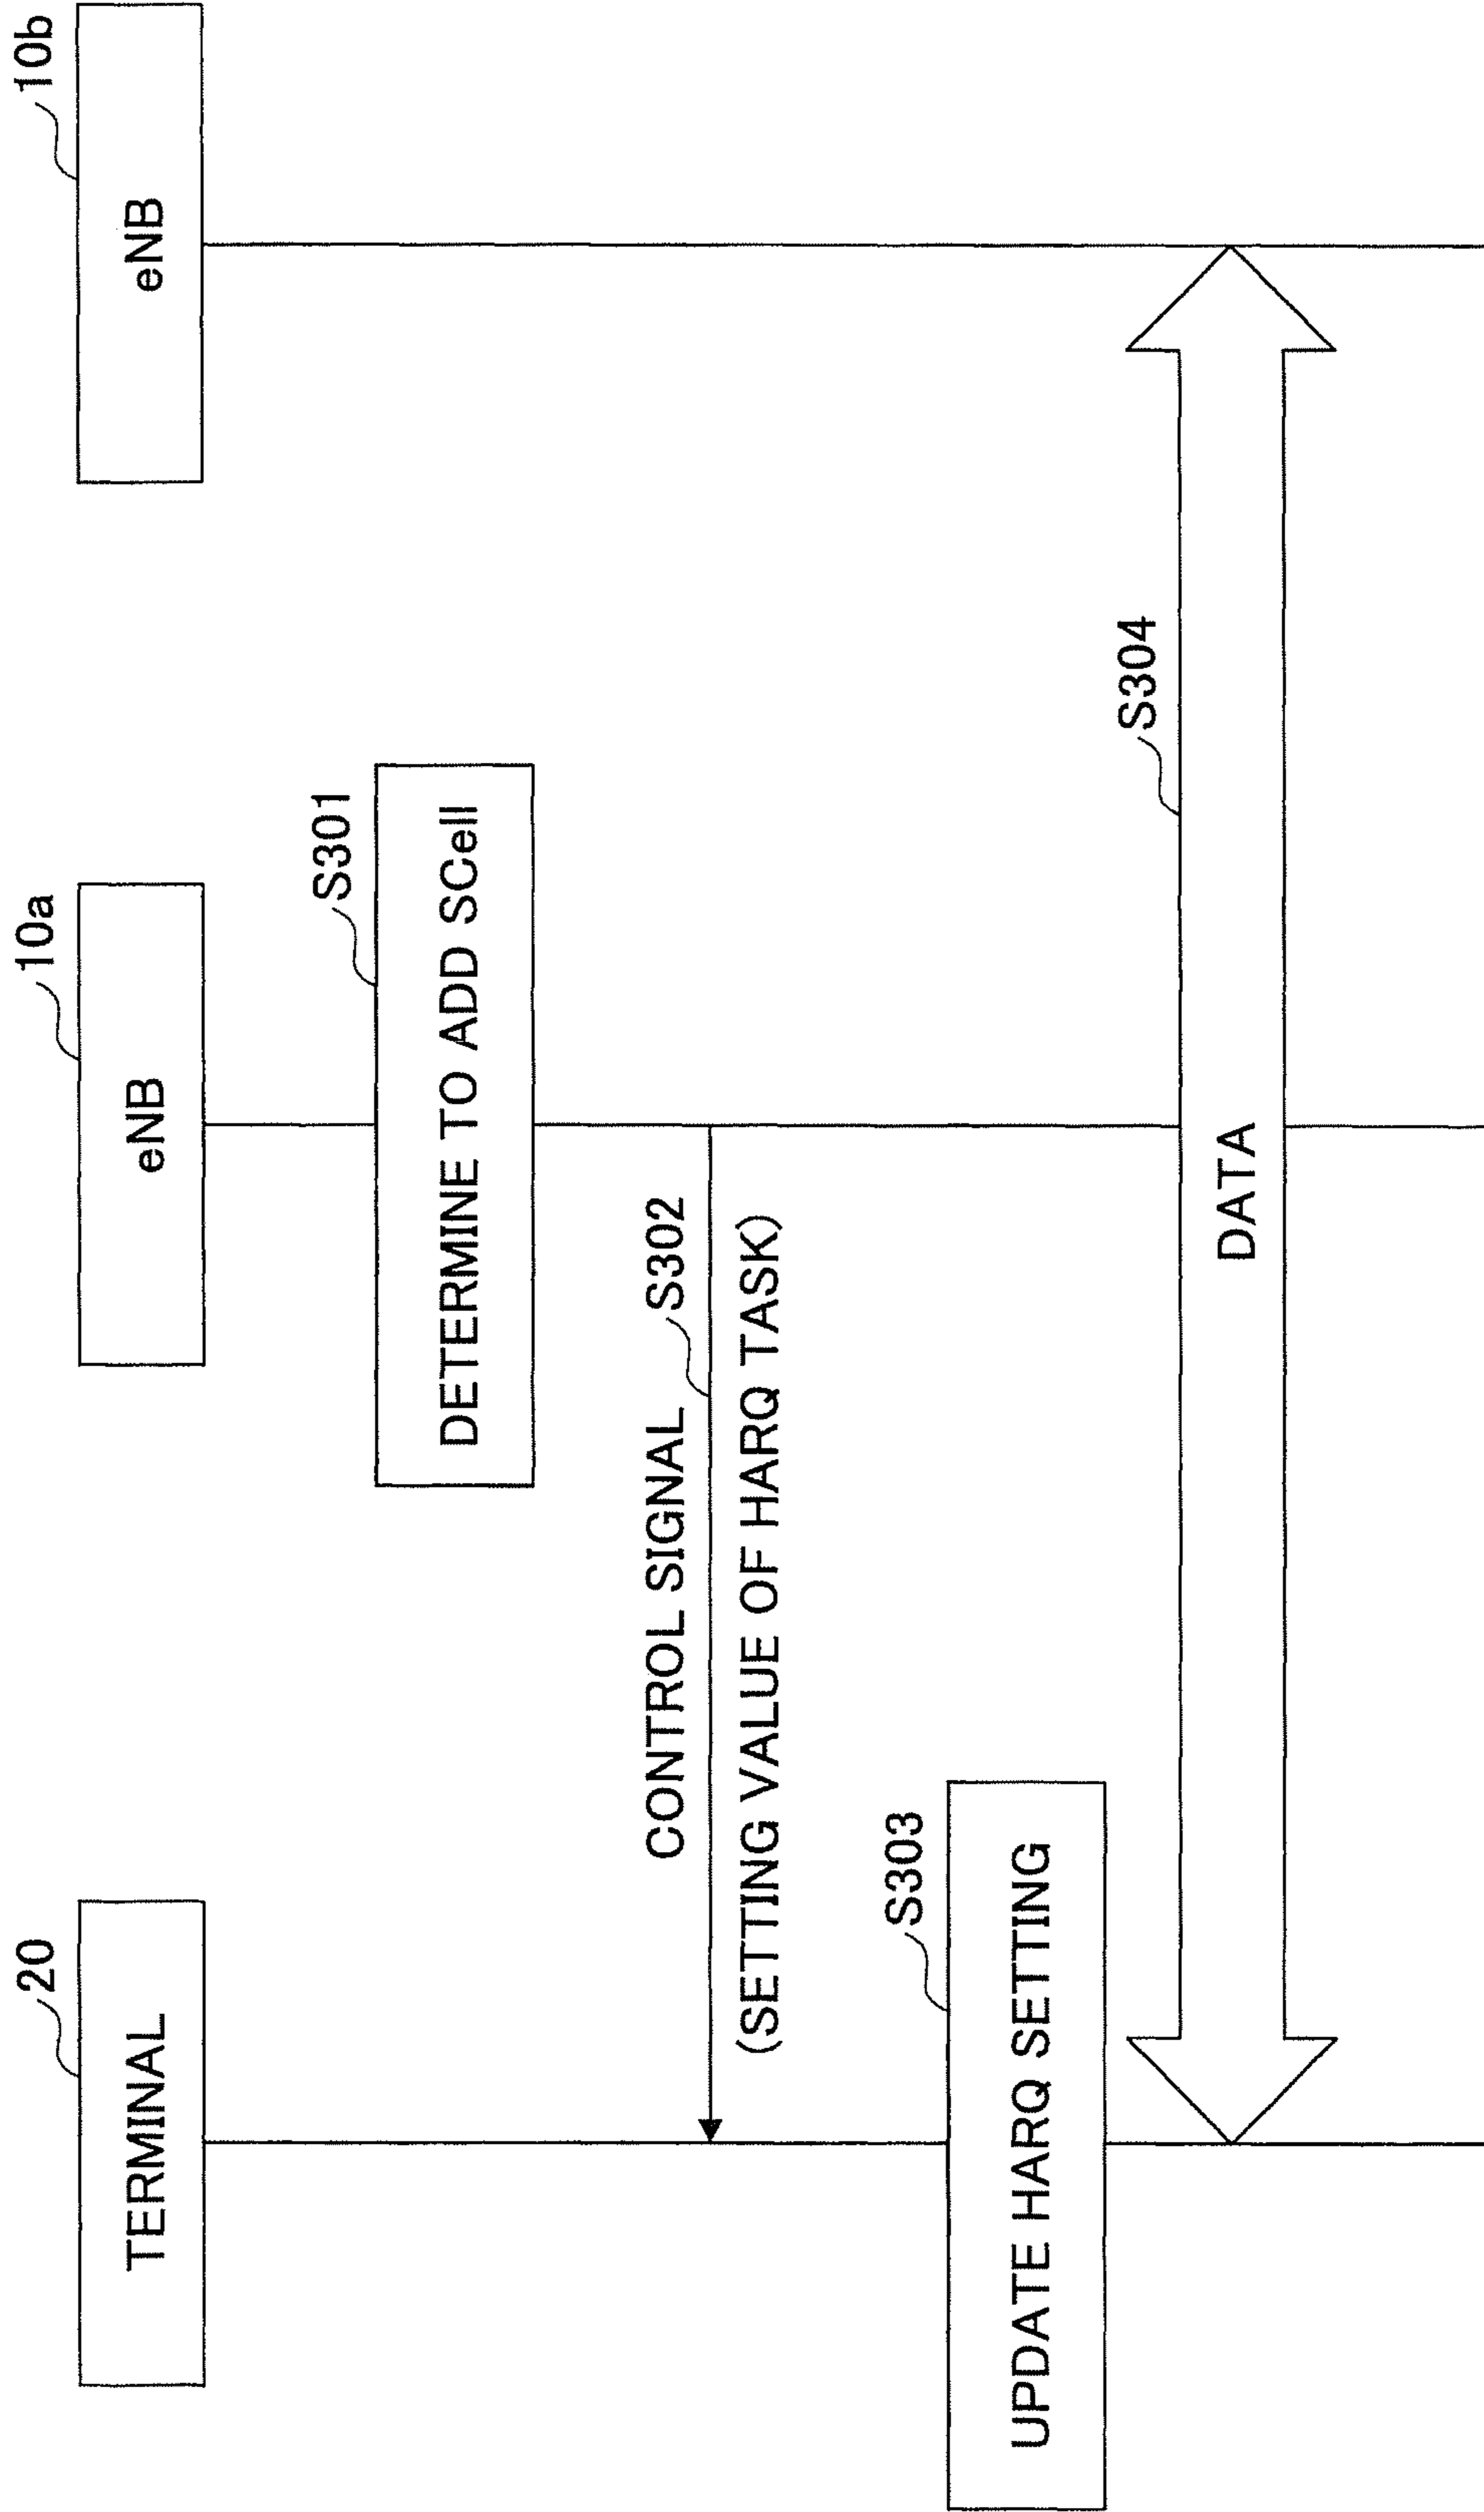 20
10a
10b
TERMINAL
eNB
eNB
S301
DETERMINE TO ADD SCell
CONTROL SIGNAL S302
(SETTING VALUE OF HARQ TASK)
S303
UPDATE HARQ SETTING
S304
DATA